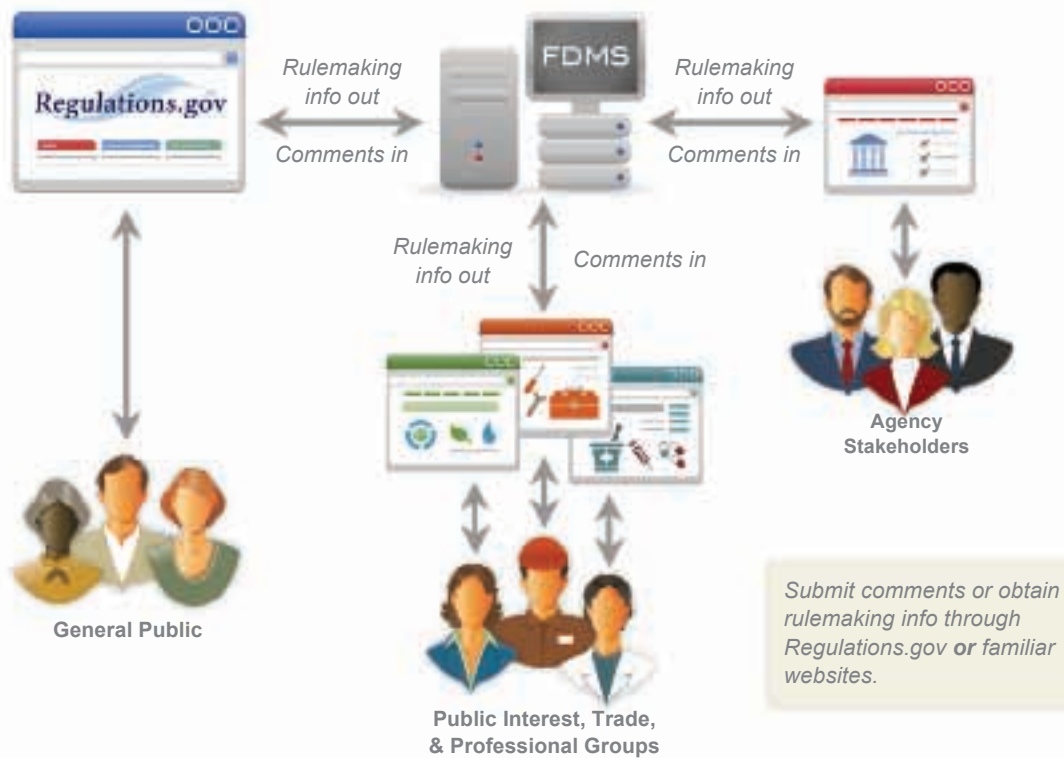 Regulations.gov
Rulemaking
info out
Comments in
FDMS
Rulemaking
info out
Comments in
Rulemaking
info out
Comments in
Agency
Stakeholders
General Public
Public Interest, Trade,
& Professional Groups
Submit comments or obtain
rulemaking info through
Regulations.gov or familiar
websites.